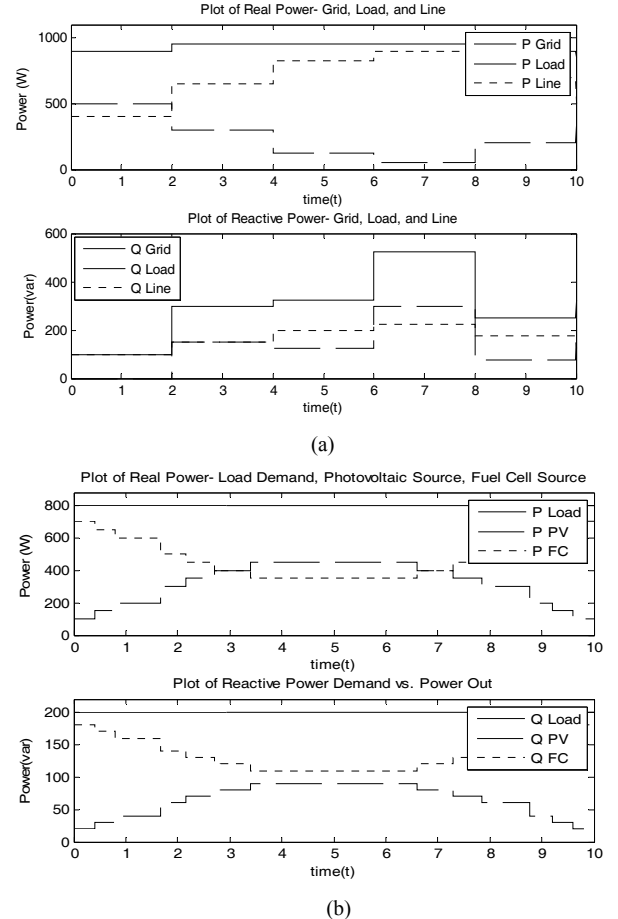 Plot of Real Power- Grid, Load, and Line
1000
500
0
Power (W)
P Grid
P Load
P Line
0 1 2 3 4 5 6 7 8 9 10
time(t)
Plot of Reactive Power- Grid, Load, and Line
600
400
200
0
Power(var)
Q Grid
Q Load
Q Line
0 1 2 3 4 5 6 7 8 9 10
time(t)
(a)
Plot of Real Power- Load Demand, Photovoltaic Source, Fuel Cell Source
800
600
400
200
0
Power (W)
P Load
P PV
P FC
0 1 2 3 4 5 6 7 8 9 10
time(t)
Plot of Reactive Power Demand vs. Power Out
200
150
100
50
0
Power(var)
Q Load
Q PV
Q FC
0 1 2 3 4 5 6 7 8 9 10
time(t)
(b)